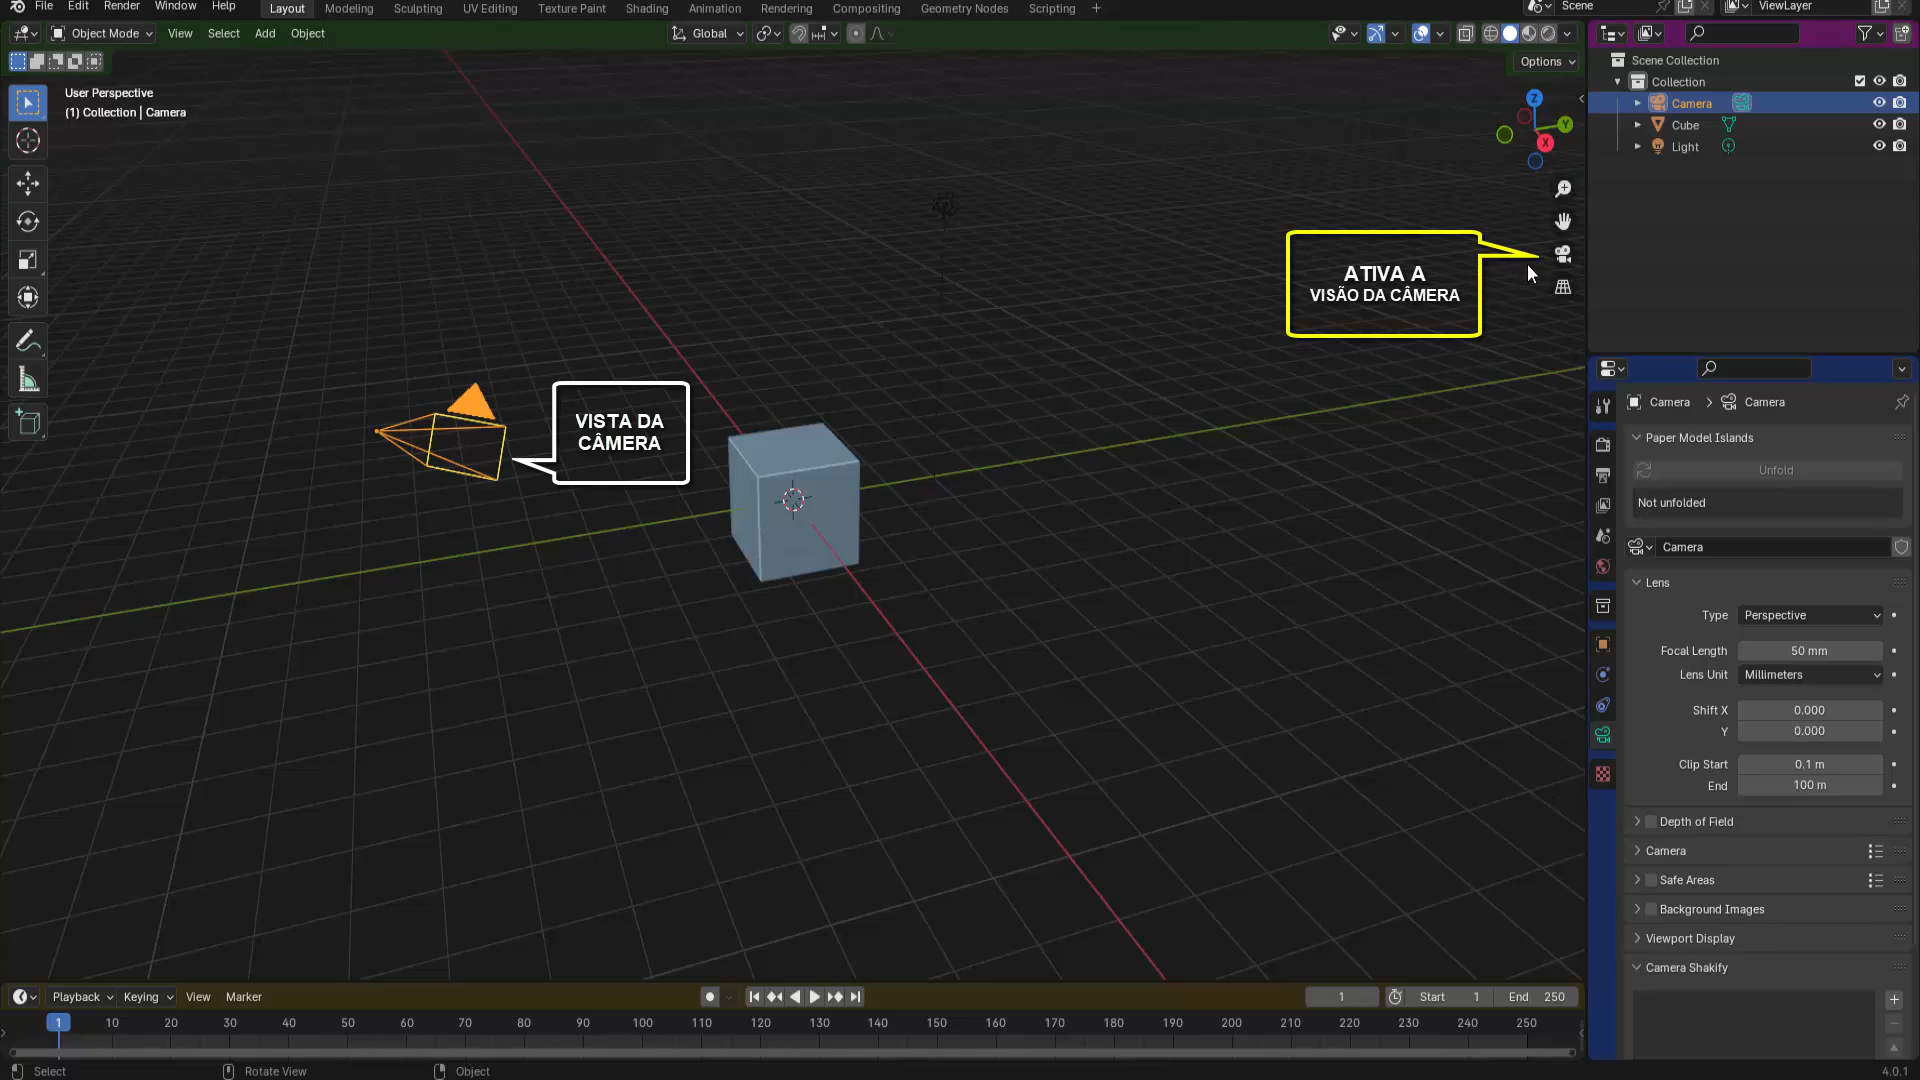 File Edit Render Window Help
Layout Modeling Sculpting UV Editing Texture Paint Shading Animation Rendering Compositing Geometry Nodes Scripting +
Scene
ViewLayer
Object Mode View Select Add Object
Global
Options
User Perspective
(1) Collection | Camera
Z
Y
X
Scene Collection
Collection
Camera
Cube
Light
ATIVA A
VISÃO DA CÂMERA
VISTA DA
CÂMERA
Camera > Camera
Paper Model Islands
Unfold
Not unfolded
Camera
Lens
Type Perspective
Focal Length 50 mm
Lens Unit Millimeters
Shift X 0.000
Y 0.000
Clip Start 0.1 m
End 100 m
Depth of Field
Camera
Safe Areas
Background Images
Viewport Display
Camera Shakify
Playback Keying View Marker
1
Start 1
End 250
1 10 20 30 40 50 60 70 80 90 100 110 120 130 140 150 160 170 180 190 200 210 220 230 240 250
Select Rotate View Object
4.0.1